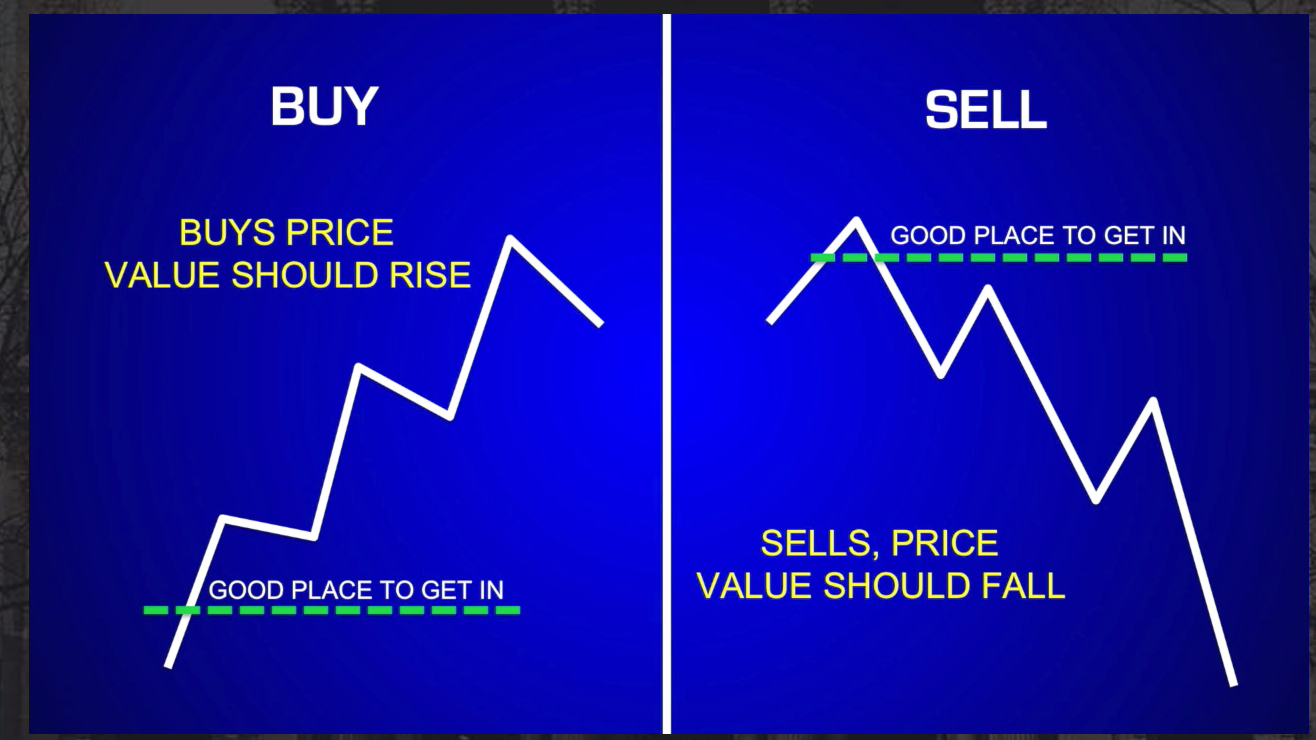 BUY
BUYS PRICE
VALUE SHOULD RISE
GOOD PLACE TO GET IN
SELL
GOOD PLACE TO GET IN
SELLS, PRICE
VALUE SHOULD FALL